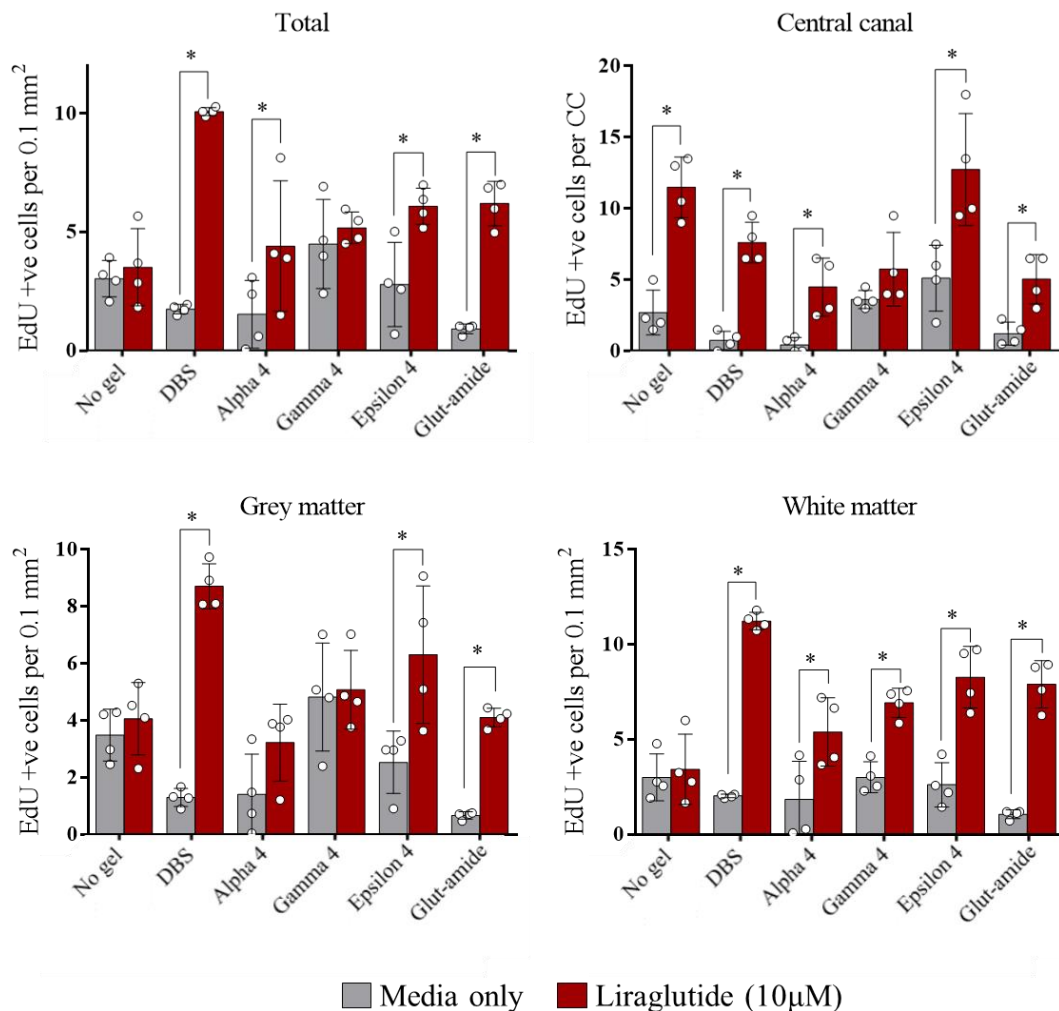 Total
EdU +ve cells per 0.1 mm²
10
5
0
* * * *
No gel
DBS
Alpha 4
Gamma 4
Epsilon 4
Glut-amide
Central canal
EdU +ve cells per CC
20
15
10
5
0
* * * * *
No gel
DBS
Alpha 4
Gamma 4
Epsilon 4
Glut-amide
Grey matter
EdU +ve cells per 0.1 mm²
10
8
6
4
2
0
* * *
No gel
DBS
Alpha 4
Gamma 4
Epsilon 4
Glut-amide
White matter
EdU +ve cells per 0.1 mm²
15
10
5
0
* * * * *
No gel
DBS
Alpha 4
Gamma 4
Epsilon 4
Glut-amide
Media only Liraglutide (10µM)